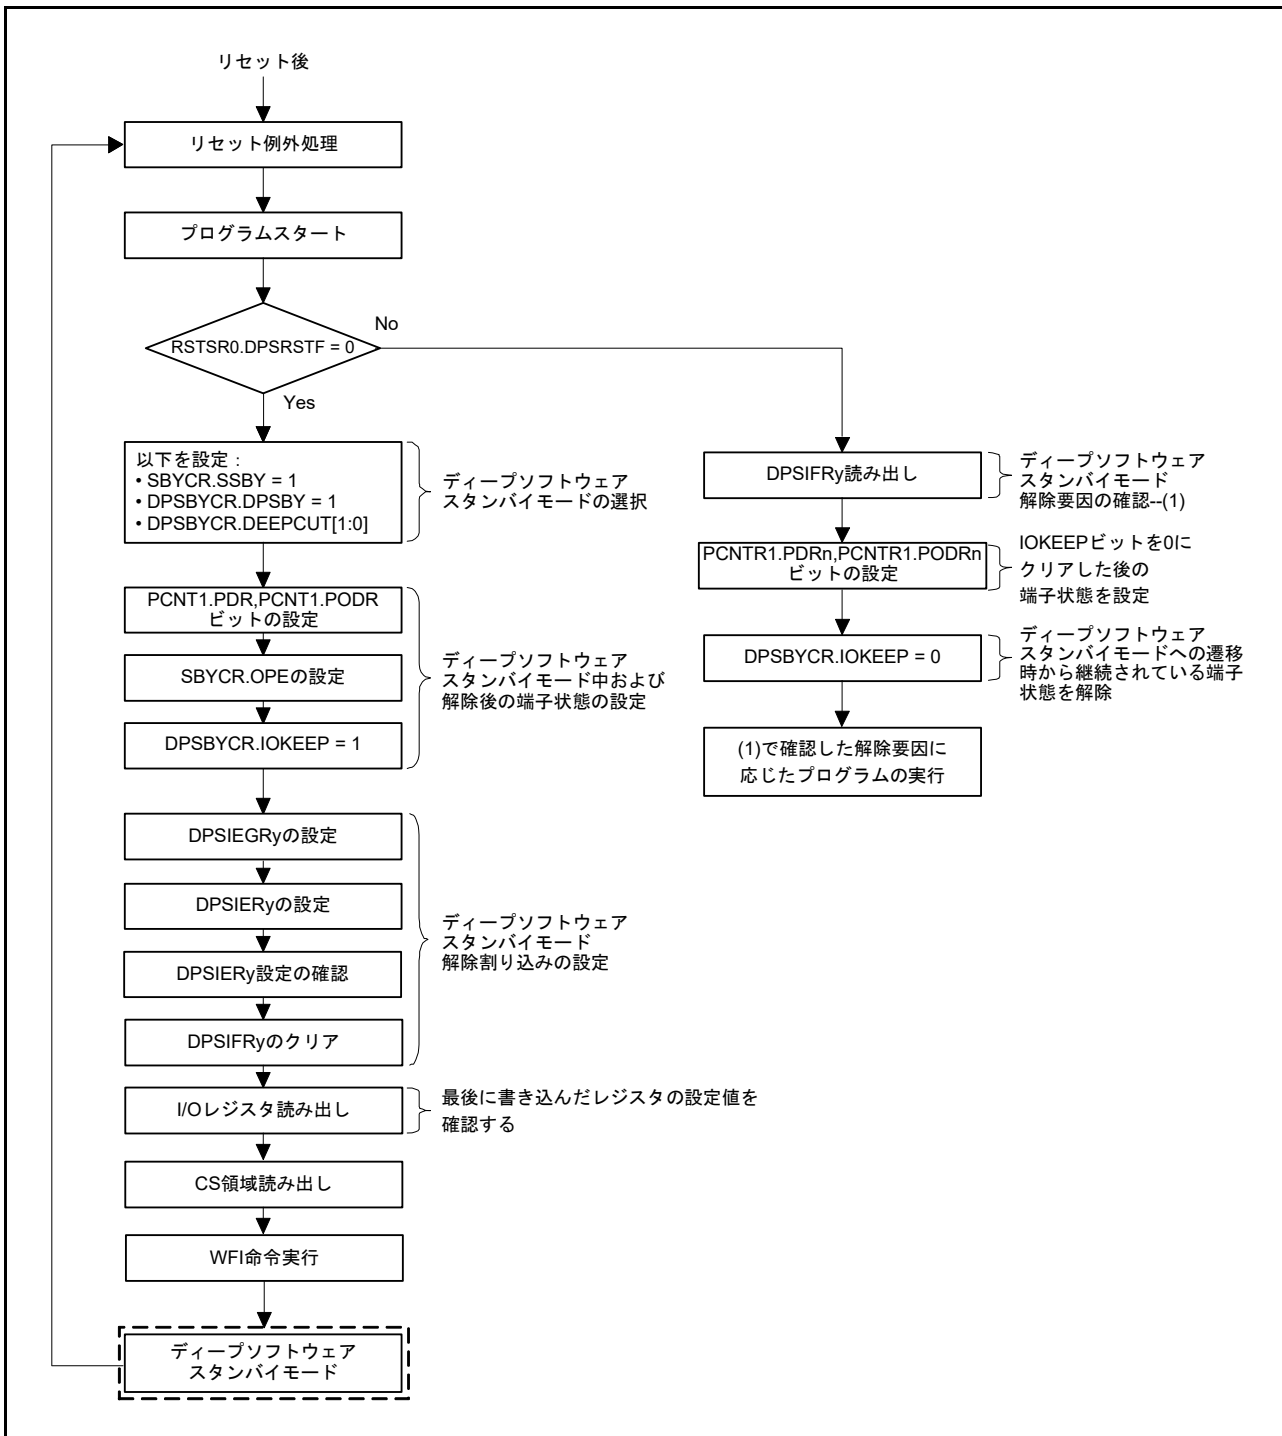 リセット後
リセット例外処理
プログラムスタート
RSTSR0.DPSRSTF = 0
No
Yes
以下を設定：
• SBYCR.SSBY = 1
• DPSBYCR.DPSBY = 1
• DPSBYCR.DEEPCUT[1:0]
ディープソフトウェア
スタンバイモードの選択
PCNT1.PDR,PCNT1.PODR
ビットの設定
SBYCR.OPEの設定
DPSBYCR.IOKEEP = 1
ディープソフトウェア
スタンバイモード中および
解除後の端子状態の設定
DPSIEGRyの設定
DPSIERyの設定
DPSIERy設定の確認
DPSIFRyのクリア
ディープソフトウェア
スタンバイモード
解除割り込みの設定
I/Oレジスタ読み出し
最後に書き込んだレジスタの設定値を
確認する
CS領域読み出し
WFI命令実行
ディープソフトウェア
スタンバイモード
DPSIFRy読み出し
ディープソフトウェア
スタンバイモード
解除要因の確認--(1)
PCNTR1.PDRn,PCNTR1.PODRn
ビットの設定
IOKEEPビットを0に
クリアした後の
端子状態を設定
DPSBYCR.IOKEEP = 0
ディープソフトウェア
スタンバイモードへの遷移
時から継続されている端子
状態を解除
(1)で確認した解除要因に
応じたプログラムの実行